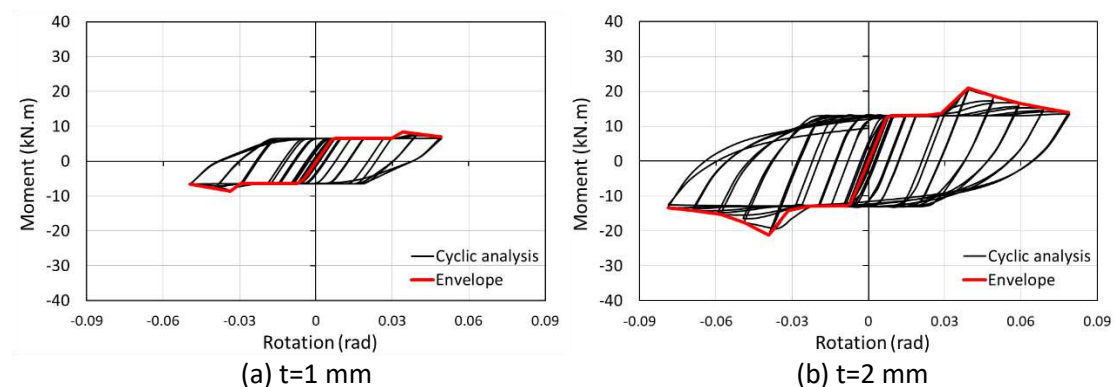 40
30
20
10
0
-10
-20
-30
-40
Moment (kN.m)
-0.09 -0.06 -0.03 0 0.03 0.06 0.09
Rotation (rad)
Cyclic analysis
Envelope
(a) t=1 mm
40
30
20
10
0
-10
-20
-30
-40
Moment (kN.m)
-0.09 -0.06 -0.03 0 0.03 0.06 0.09
Rotation (rad)
Cyclic analysis
Envelope
(b) t=2 mm